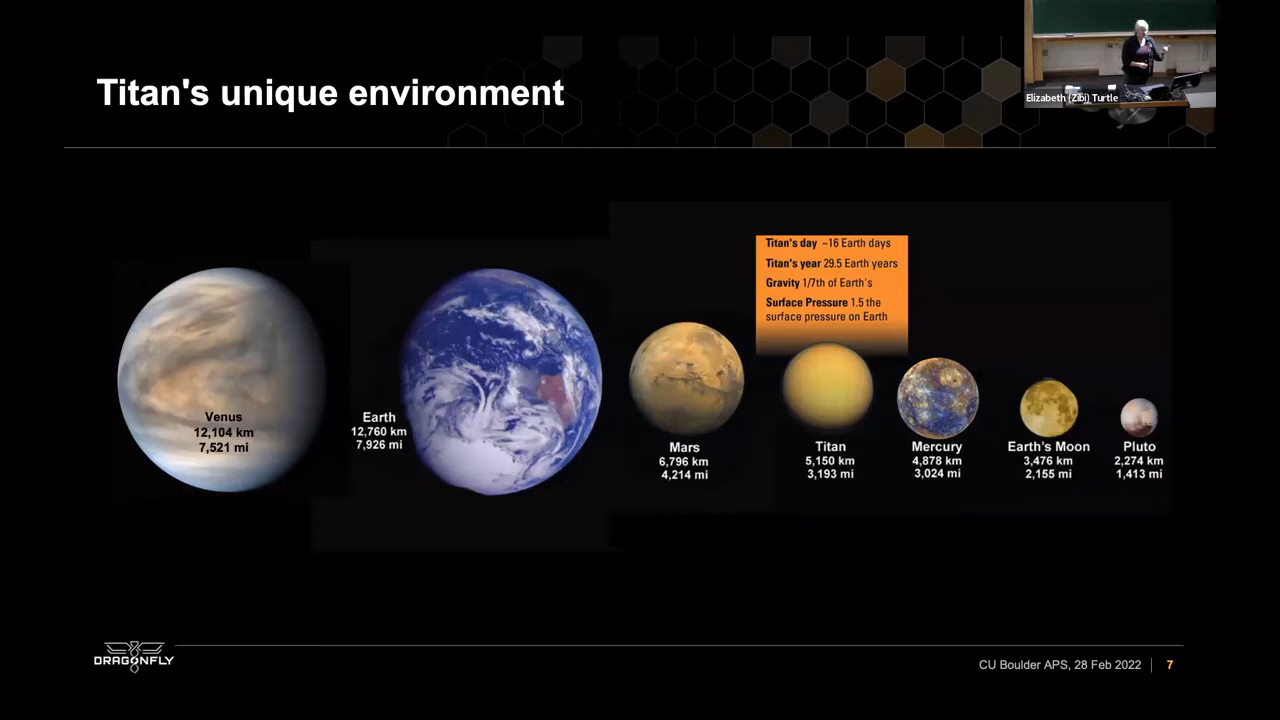 Titan's unique environment
Elizabeth (Zibi) Turtle
Titan's day ~16 Earth days
Titan's year 29.5 Earth years
Gravity 1/7th of Earth's
Surface Pressure 1.5 the
surface pressure on Earth
Venus
12,104 km
7,521 mi
Earth
12,760 km
7,926 mi
Mars
6,796 km
4,214 mi
Titan
5,150 km
3,193 mi
Mercury
4,878 km
3,024 mi
Earth's Moon
3,476 km
2,155 mi
Pluto
2,274 km
1,413 mi
DRAGONFLY
CU Boulder APS, 28 Feb 2022 | 7